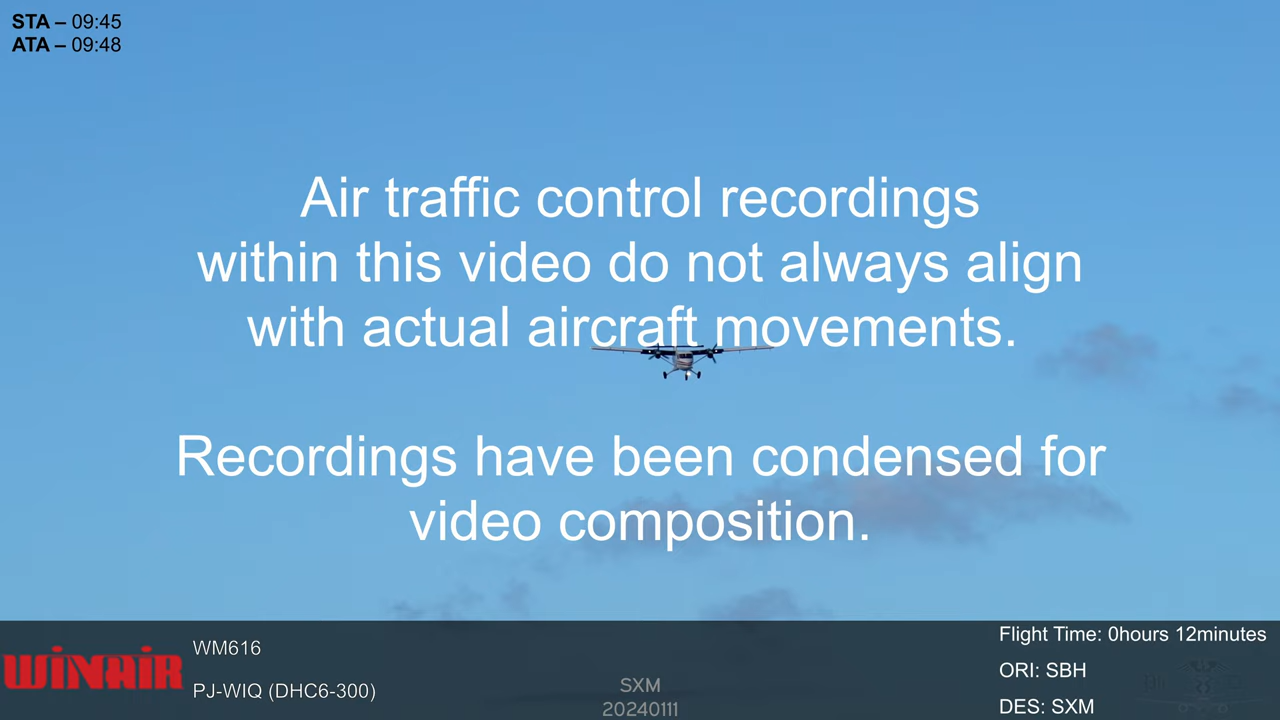 STA – 09:45
ATA – 09:48
Air traffic control recordings
within this video do not always align
with actual aircraft movements.
Recordings have been condensed for
video composition.
WINAIR
WM616
PJ-WIQ (DHC6-300)
SXM
20240111
Flight Time: 0hours 12minutes
ORI: SBH
DES: SXM